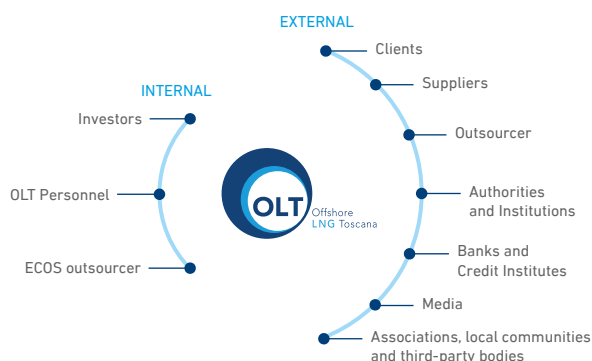 EXTERNAL
Clients
Suppliers
Outsourcer
Authorities
and Institutions
Banks and
Credit Institutes
Media
Associations, local communities
and third-party bodies
INTERNAL
Investors
OLT Personnel
ECOS outsourcer
OLT
Offshore
LNG Toscana